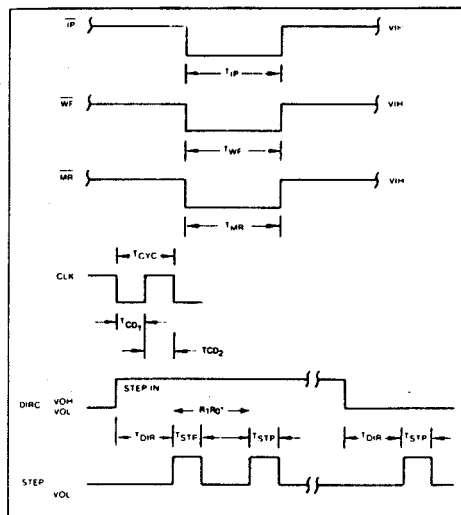 IP VIH
TIP
WF VIH
TWF
MR VIH
TMR
TCYC
CLK
TCD1
TCD2
STEP IN
DIRC VOH
VOL
R1R0*
TDIR TSTP TSTP TDIR TSTP
STEP VOL